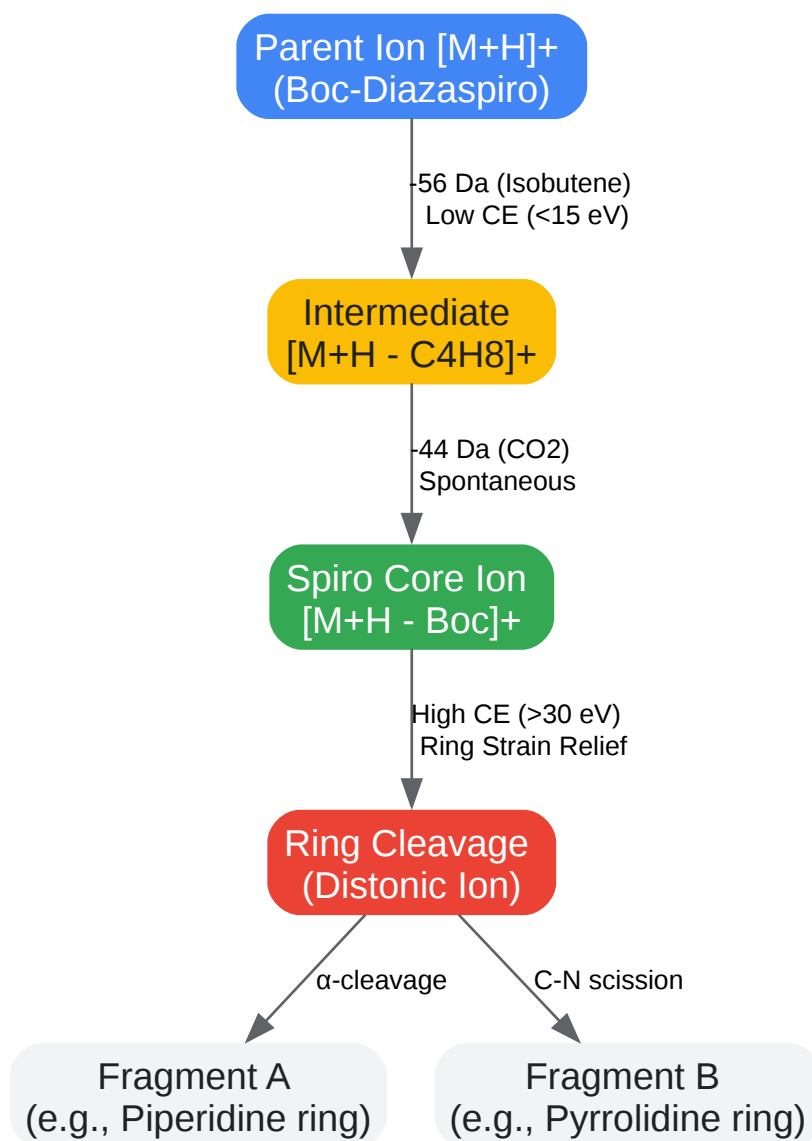 Parent Ion [M+H]+
(Boc-Diazaspiro)
-56 Da (Isobutene)
Low CE (<15 eV)
Intermediate
[M+H - C4H8]+
-44 Da (CO2)
Spontaneous
Spiro Core Ion
[M+H - Boc]+
High CE (>30 eV)
Ring Strain Relief
Ring Cleavage
(Distonic Ion)
α-cleavage
C-N scission
Fragment A
(e.g., Piperidine ring)
Fragment B
(e.g., Pyrrolidine ring)